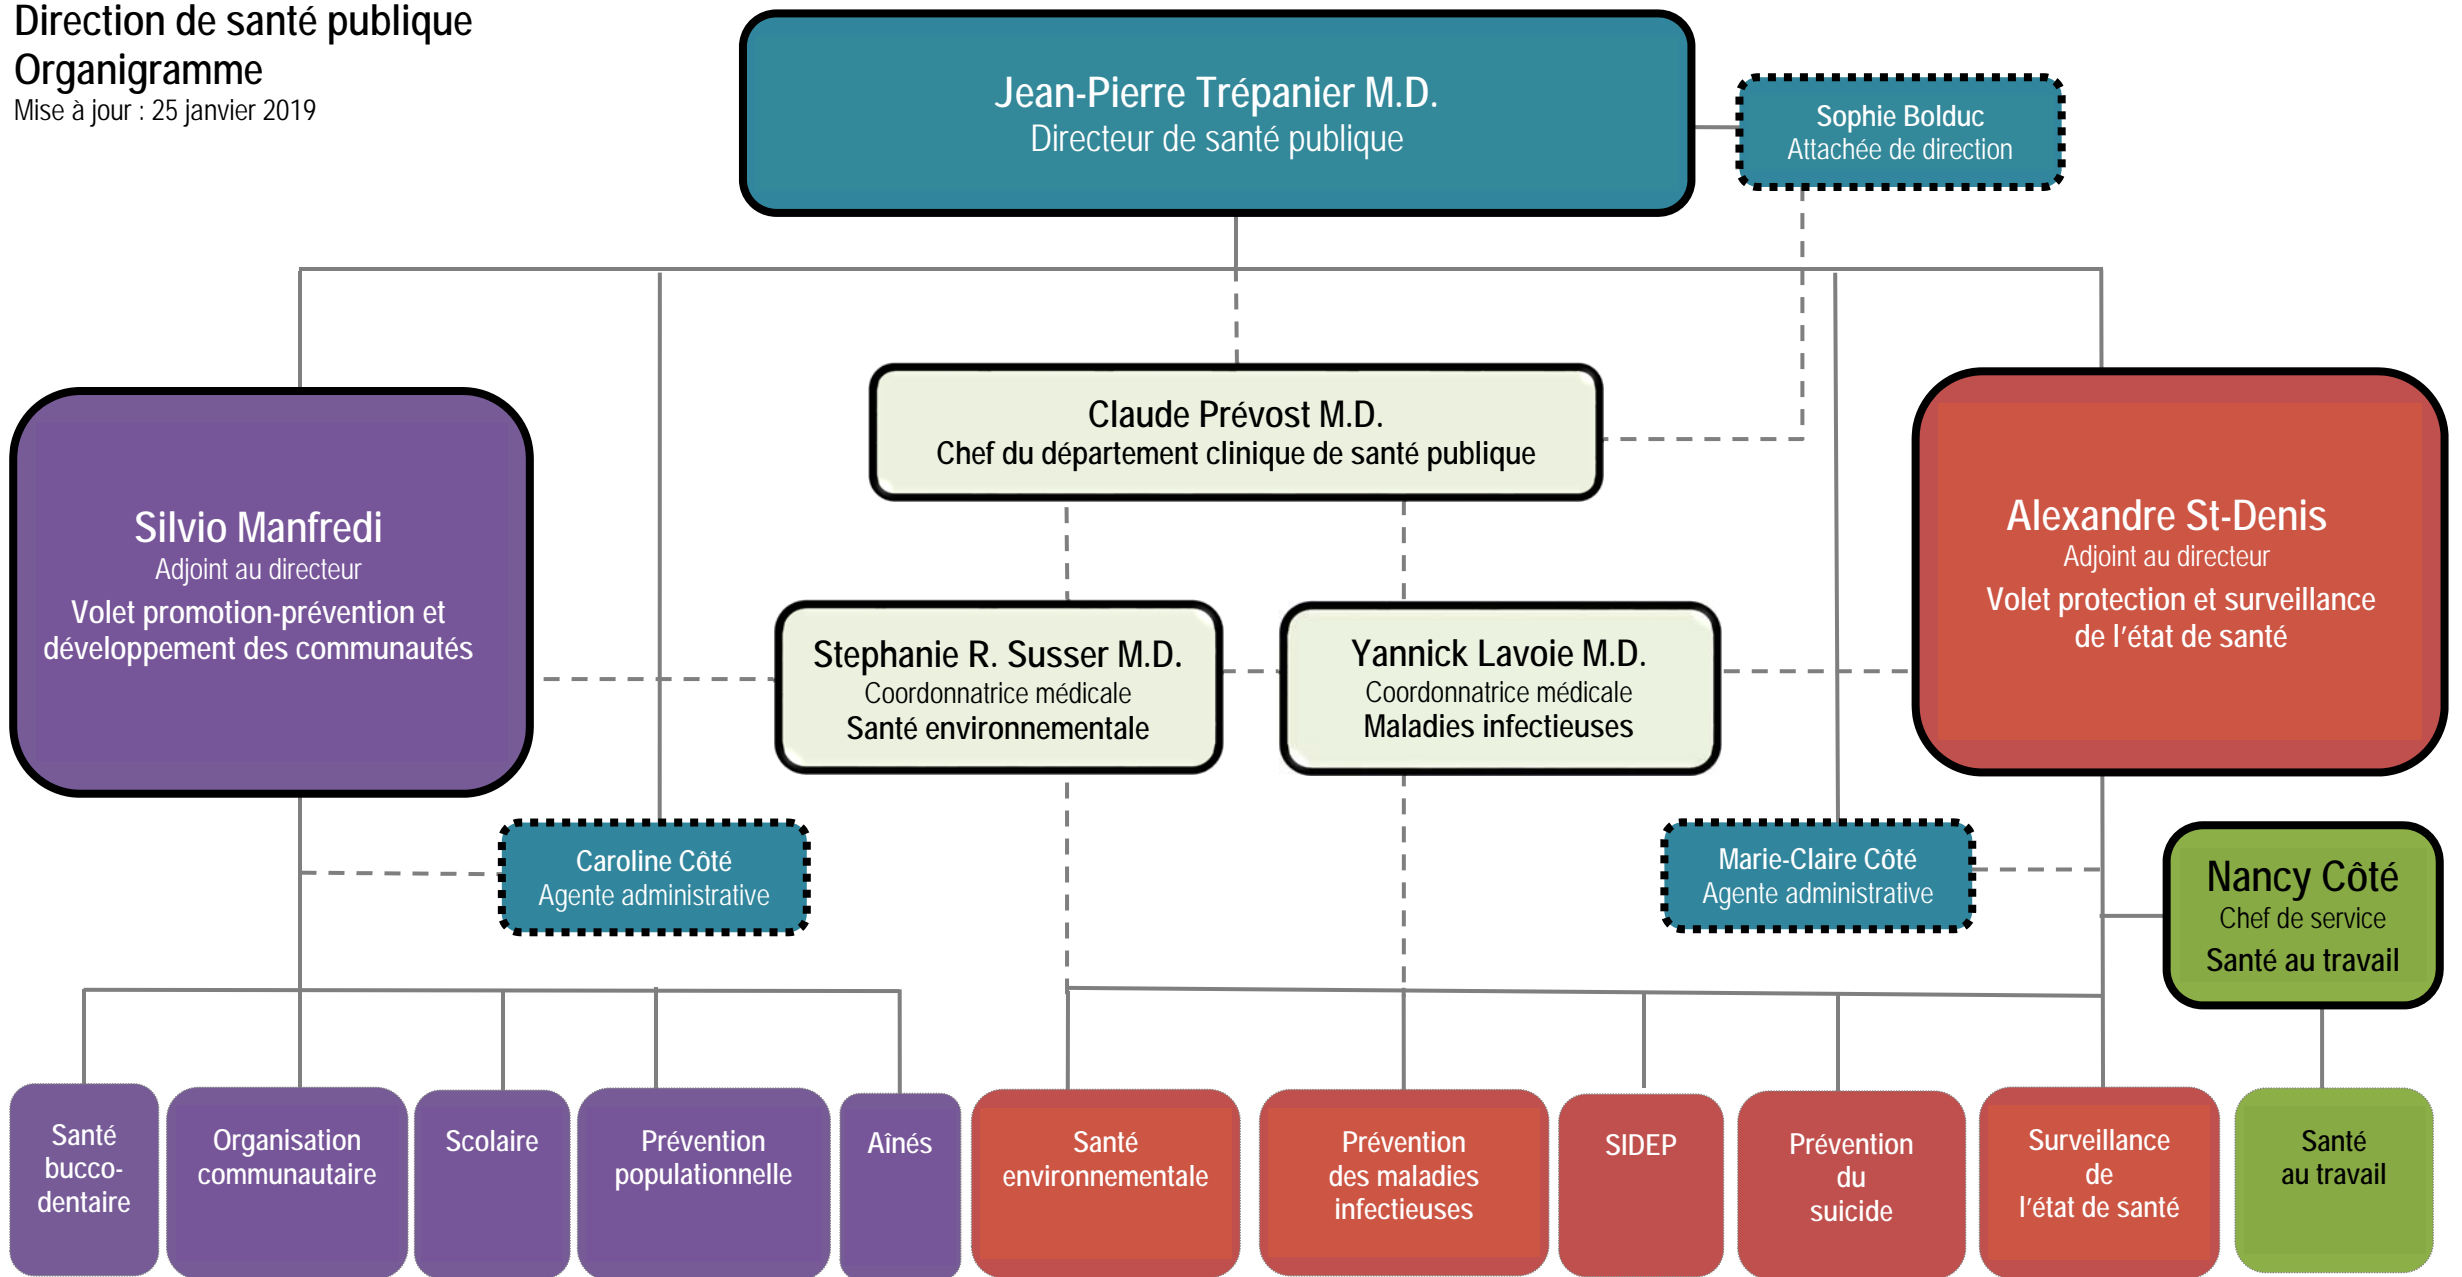 Direction de santé publique
Organigramme
Mise à jour : 25 janvier 2019
Jean-Pierre Trépanier M.D.
Directeur de santé publique
Sophie Bolduc
Attachée de direction
Claude Prévost M.D.
Chef du département clinique de santé publique
Silvio Manfredi
Adjoint au directeur
Volet promotion-prévention et
développement des communautés
Stephanie R. Susser M.D.
Coordonnatrice médicale
Santé environnementale
Yannick Lavoie M.D.
Coordonnatrice médicale
Maladies infectieuses
Alexandre St-Denis
Adjoint au directeur
Volet protection et surveillance
de l'état de santé
Caroline Côté
Agente administrative
Marie-Claire Côté
Agente administrative
Nancy Côté
Chef de service
Santé au travail
Santé
bucco-
dentaire
Organisation
communautaire
Scolaire
Prévention
populationnelle
Aînés
Santé
environnementale
Prévention
des maladies
infectieuses
SIDEP
Prévention
du
suicide
Surveillance
de
l'état de santé
Santé
au travail